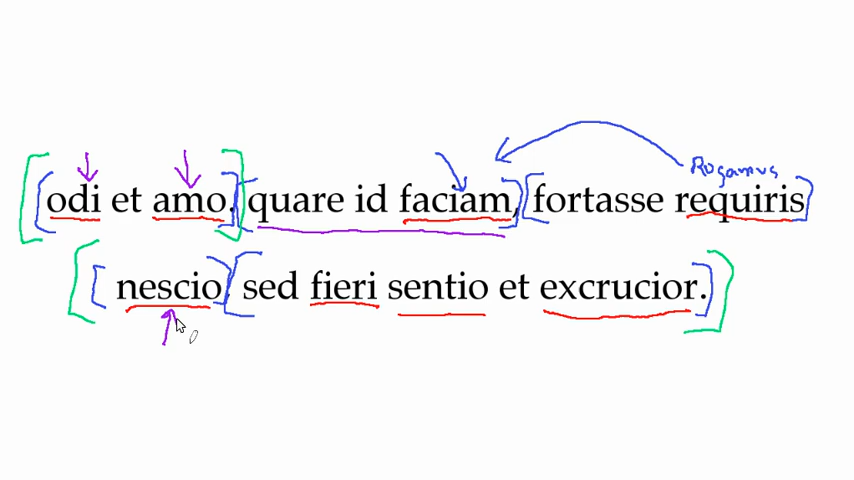 Rogamus
odi et amo. quare id faciam, fortasse requiris
nescio, sed fieri sentio et excrucior.